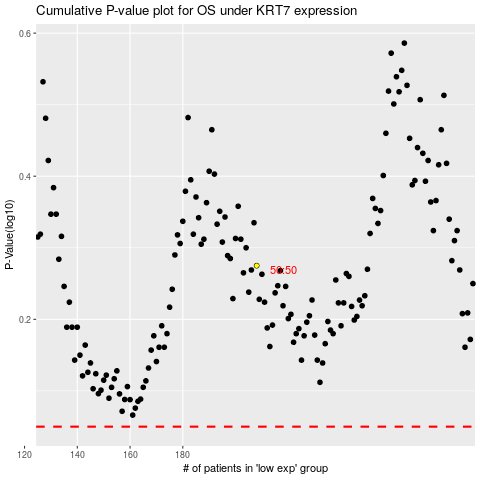 Cumulative P-value plot for OS under KRT7 expression
0.6
0.4
0.2
P-Value(log10)
50:50
120 140 160 180
# of patients in 'low exp' group